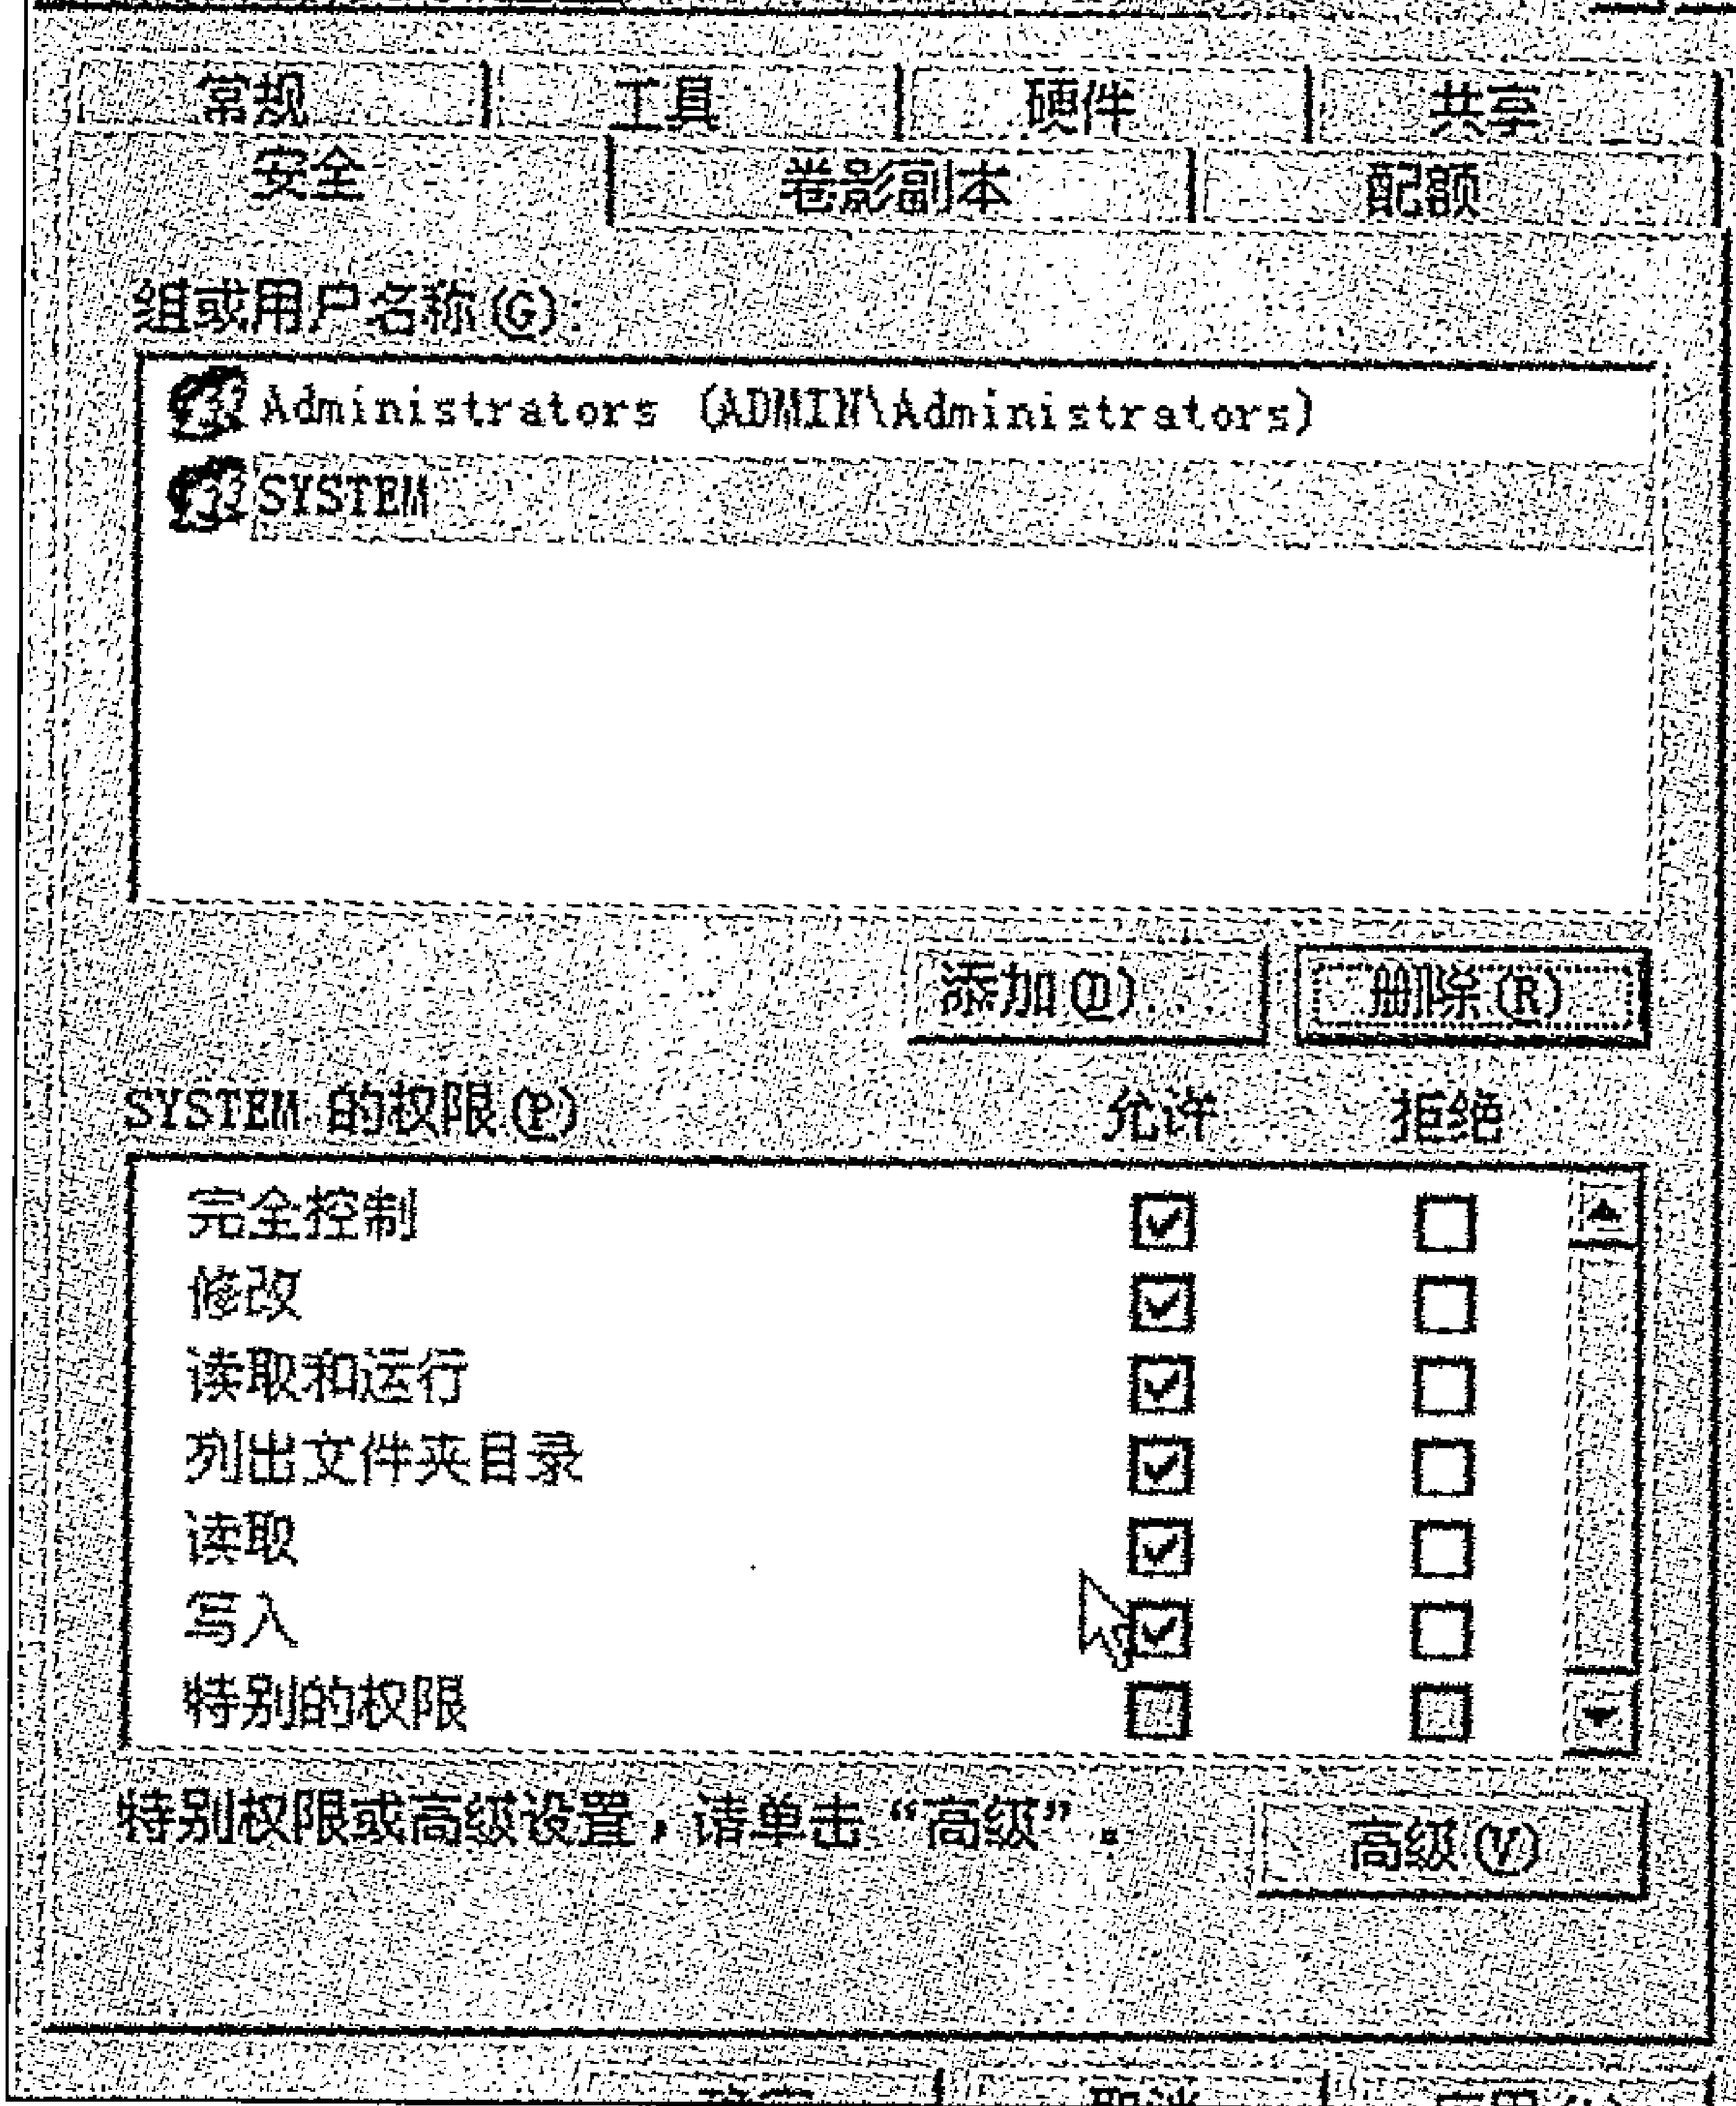 常规 工具 硬件 共享
安全 卷影副本 配额
组或用户名称(G):
Administrators (ADMIN\Administrators)
SYSTEM
添加(D)... 删除(R)
SYSTEM 的权限(P) 允许 拒绝
完全控制
修改
读取和运行
列出文件夹目录
读取
写入
特别的权限
特别权限或高级设置，请单击“高级”。
高级(V)